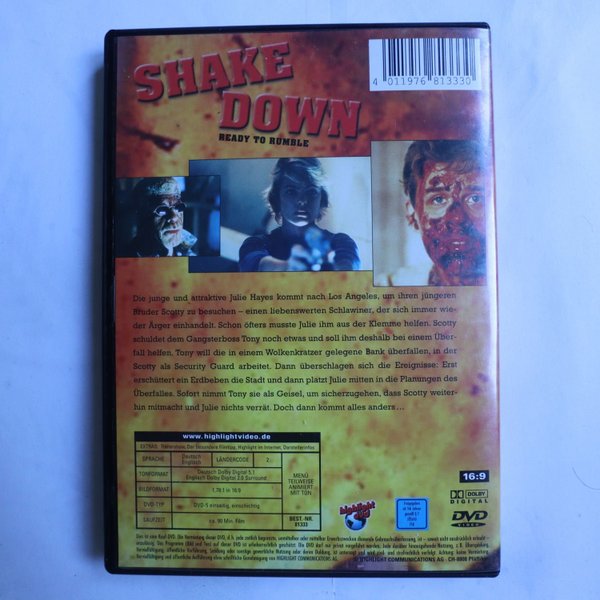 SHAKE
DOWN
READY TO RUMBLE
4 011976 813330
Die junge und attraktive Julie Hayes kommt nach Los Angeles, um ihren jüngeren
Bruder Scotty zu besuchen – einen liebenswerten Schlawiner, der sich immer wie-
der Ärger einhandelt. Schon öfters musste Julie ihm aus der Klemme helfen. Scotty
schuldet dem Gangsterboss Tony noch etwas und soll ihm deshalb bei einem Über-
fall helfen. Tony will die in einem Wolkenkratzer gelegene Bank überfallen, in der
Scotty als Security Guard arbeitet. Dann überschlagen sich die Ereignisse: Erst
erschüttert ein Erdbeben die Stadt und dann platzt Julie mitten in die Planungen des
Überfalles. Sofort nimmt Tony sie als Geisel, um sicherzugehen, dass Scotty weiter-
hin mitmacht und Julie nichts verrät. Doch dann kommt alles anders...
www.highlightvideo.de
SPRACHE
Deutsch
Englisch
LÄNDERCODE
2
TONFORMAT
Deutsch Dolby Digital 5.1
Englisch Dolby Digital 2.0 Surround
BILDFORMAT
1,78:1 in 16:9
DVD-TYP
DVD-5 einseitig, einschichtig
LAUFZEIT
ca. 90 Min. Film
MENÜ
TEILWEISE
ANIMIERT
MIT TON
BEST.-NR.
81333
highlight
16:9
DOLBY
DIGITAL
DVD
VIDEO
© HIGHLIGHT COMMUNICATIONS AG